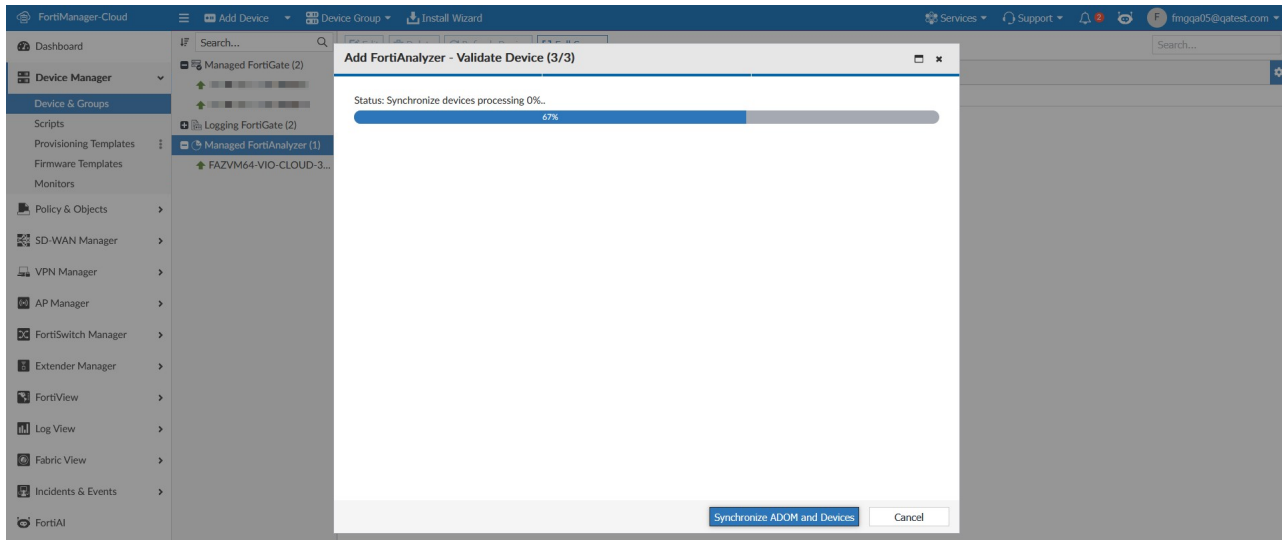 FortiManager-Cloud
Add Device
Device Group
Install Wizard
Services
Support
2
F
fmgqa05@qatest.com
Dashboard
Device Manager
Device & Groups
Scripts
Provisioning Templates
Firmware Templates
Monitors
Policy & Objects
SD-WAN Manager
VPN Manager
AP Manager
FortiSwitch Manager
Extender Manager
FortiView
Log View
Fabric View
Incidents & Events
FortiAI
Search...
Managed FortiGate (2)
Logging FortiGate (2)
Managed FortiAnalyzer (1)
FAZVM64-VIO-CLOUD-3...
Search...
Add FortiAnalyzer - Validate Device (3/3)
Status: Synchronize devices processing 0%..
67%
Synchronize ADOM and Devices
Cancel